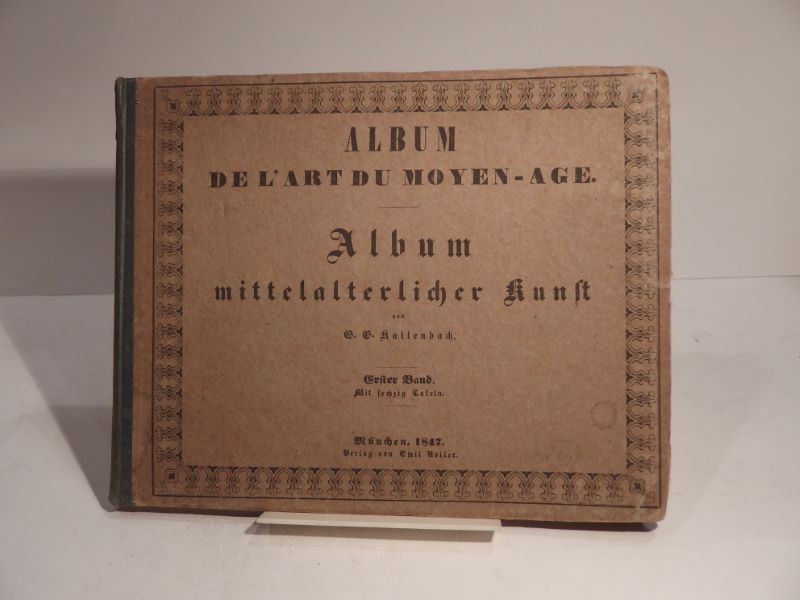 ALBUM
DE L'ART DU MOYEN-AGE.
Album
mittelalterlicher Kunſt
von
G. G. Kallenbach.
Erſter Band.
Mit ſechzig Tafeln.
München, 1847.
Verlag von Emil Roller.